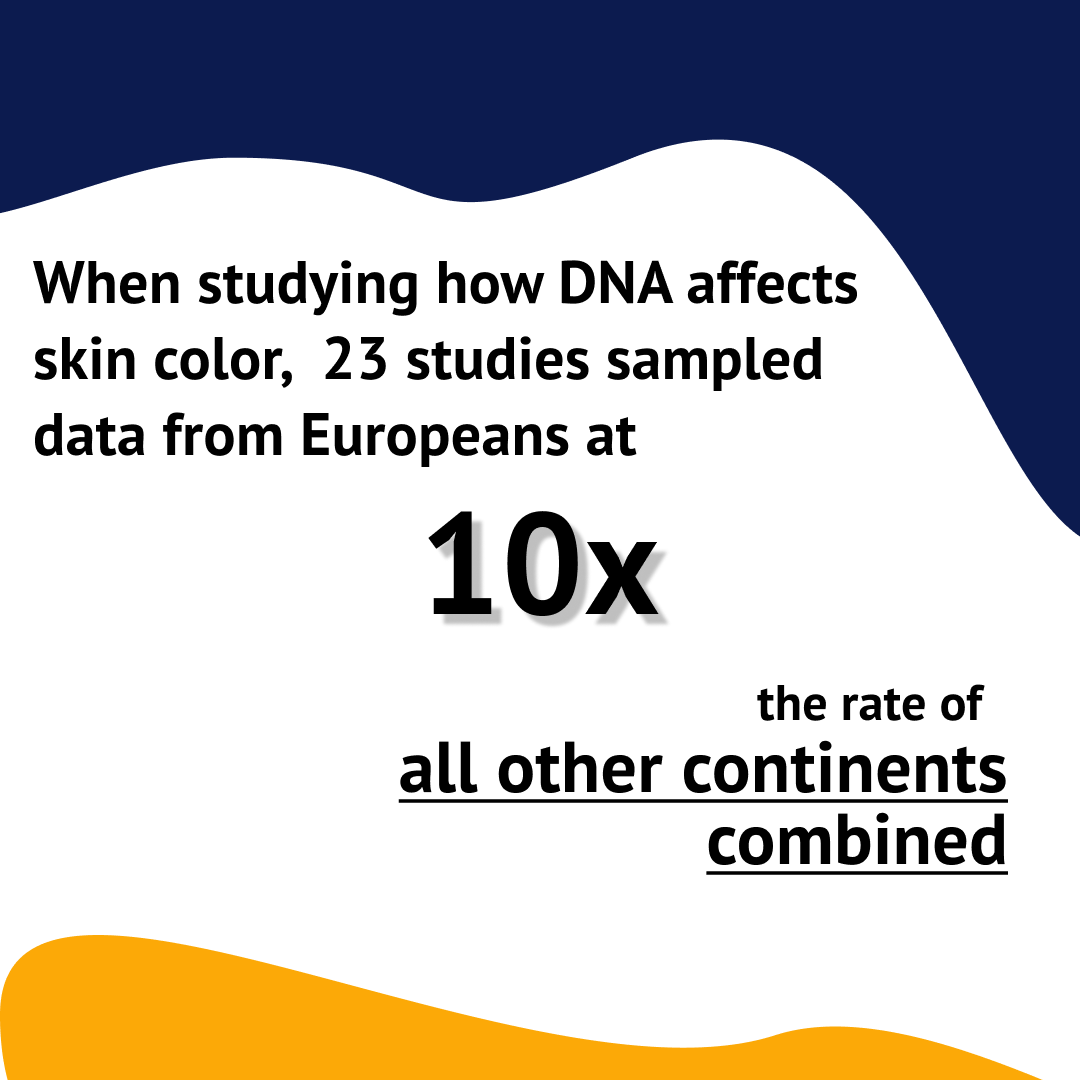 When studying how DNA affects
skin color,  23 studies sampled
data from Europeans at
10x
the rate of
all other continents
combined